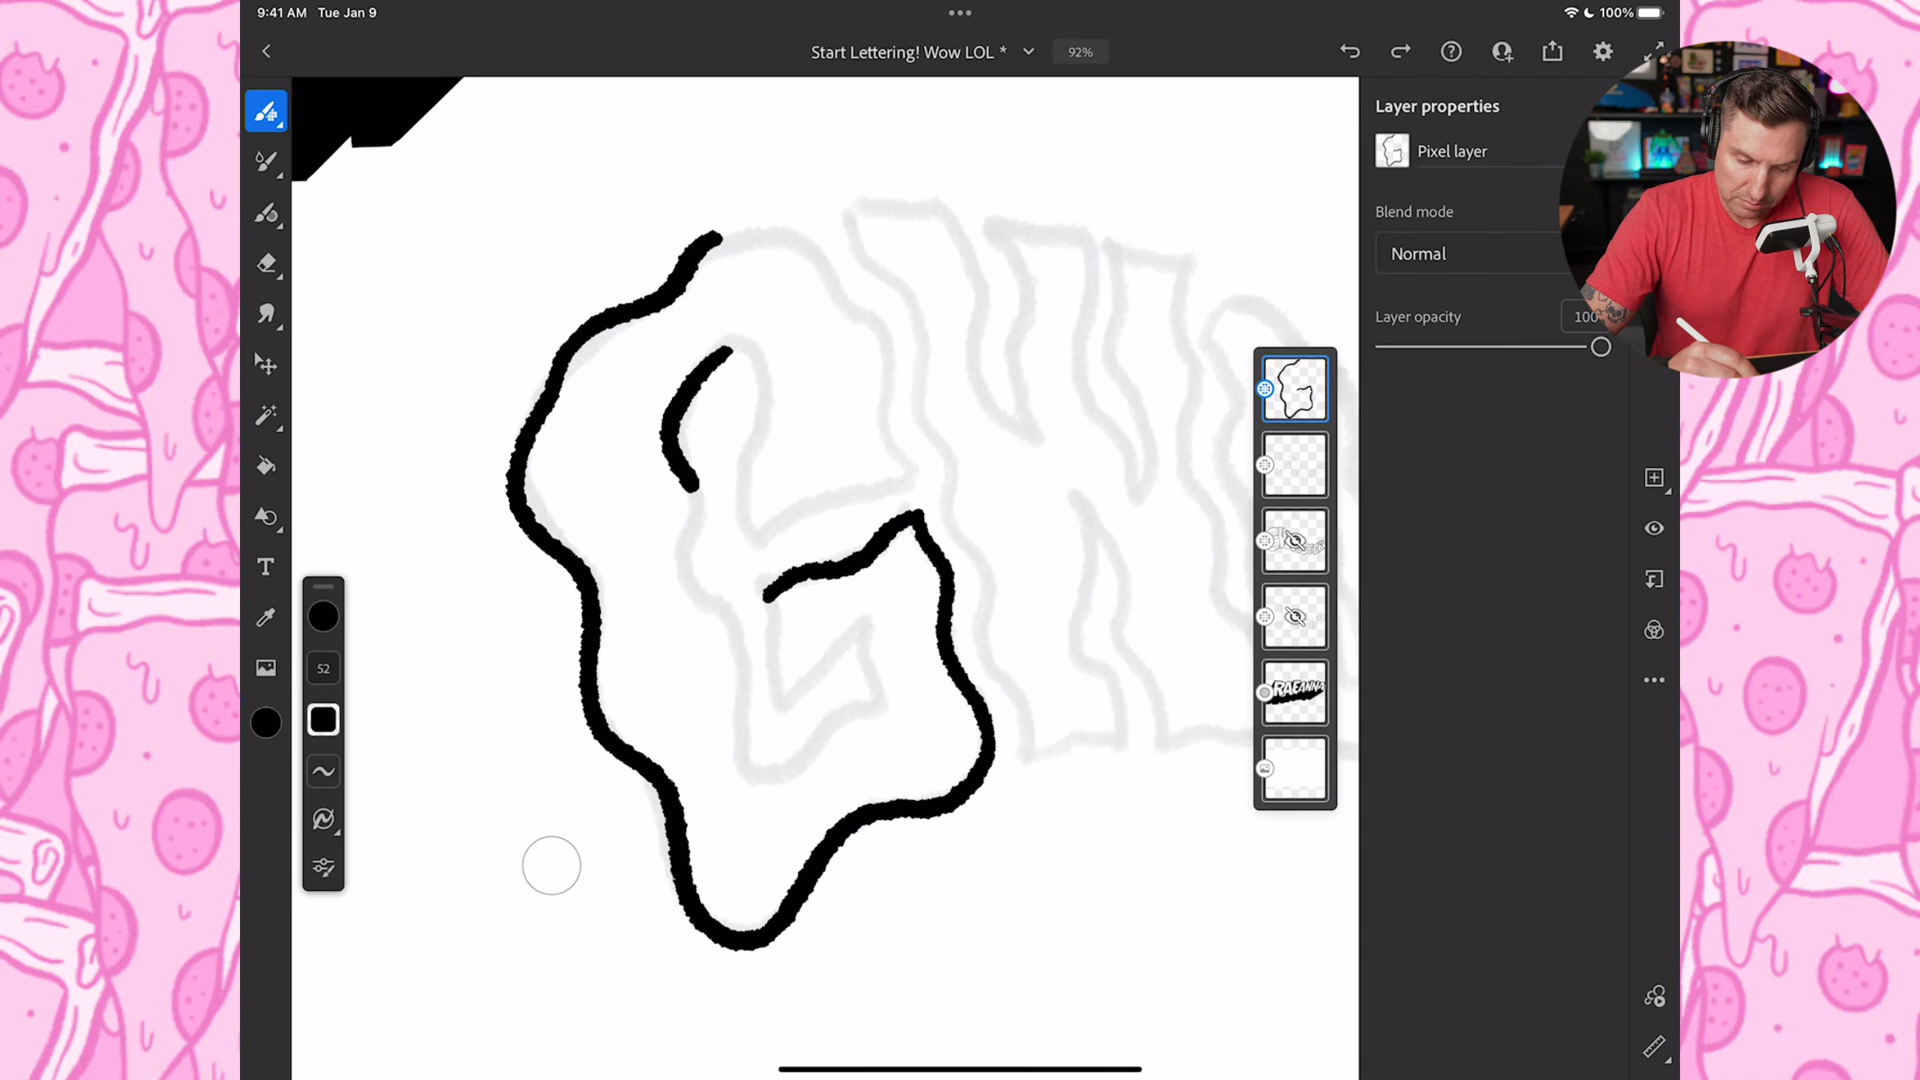 9:41 AM Tue Jan 9
100%
Start Lettering! Wow LOL *
92%
Layer properties
Pixel layer
Blend mode
Normal
Layer opacity
100
52
RAEANNA